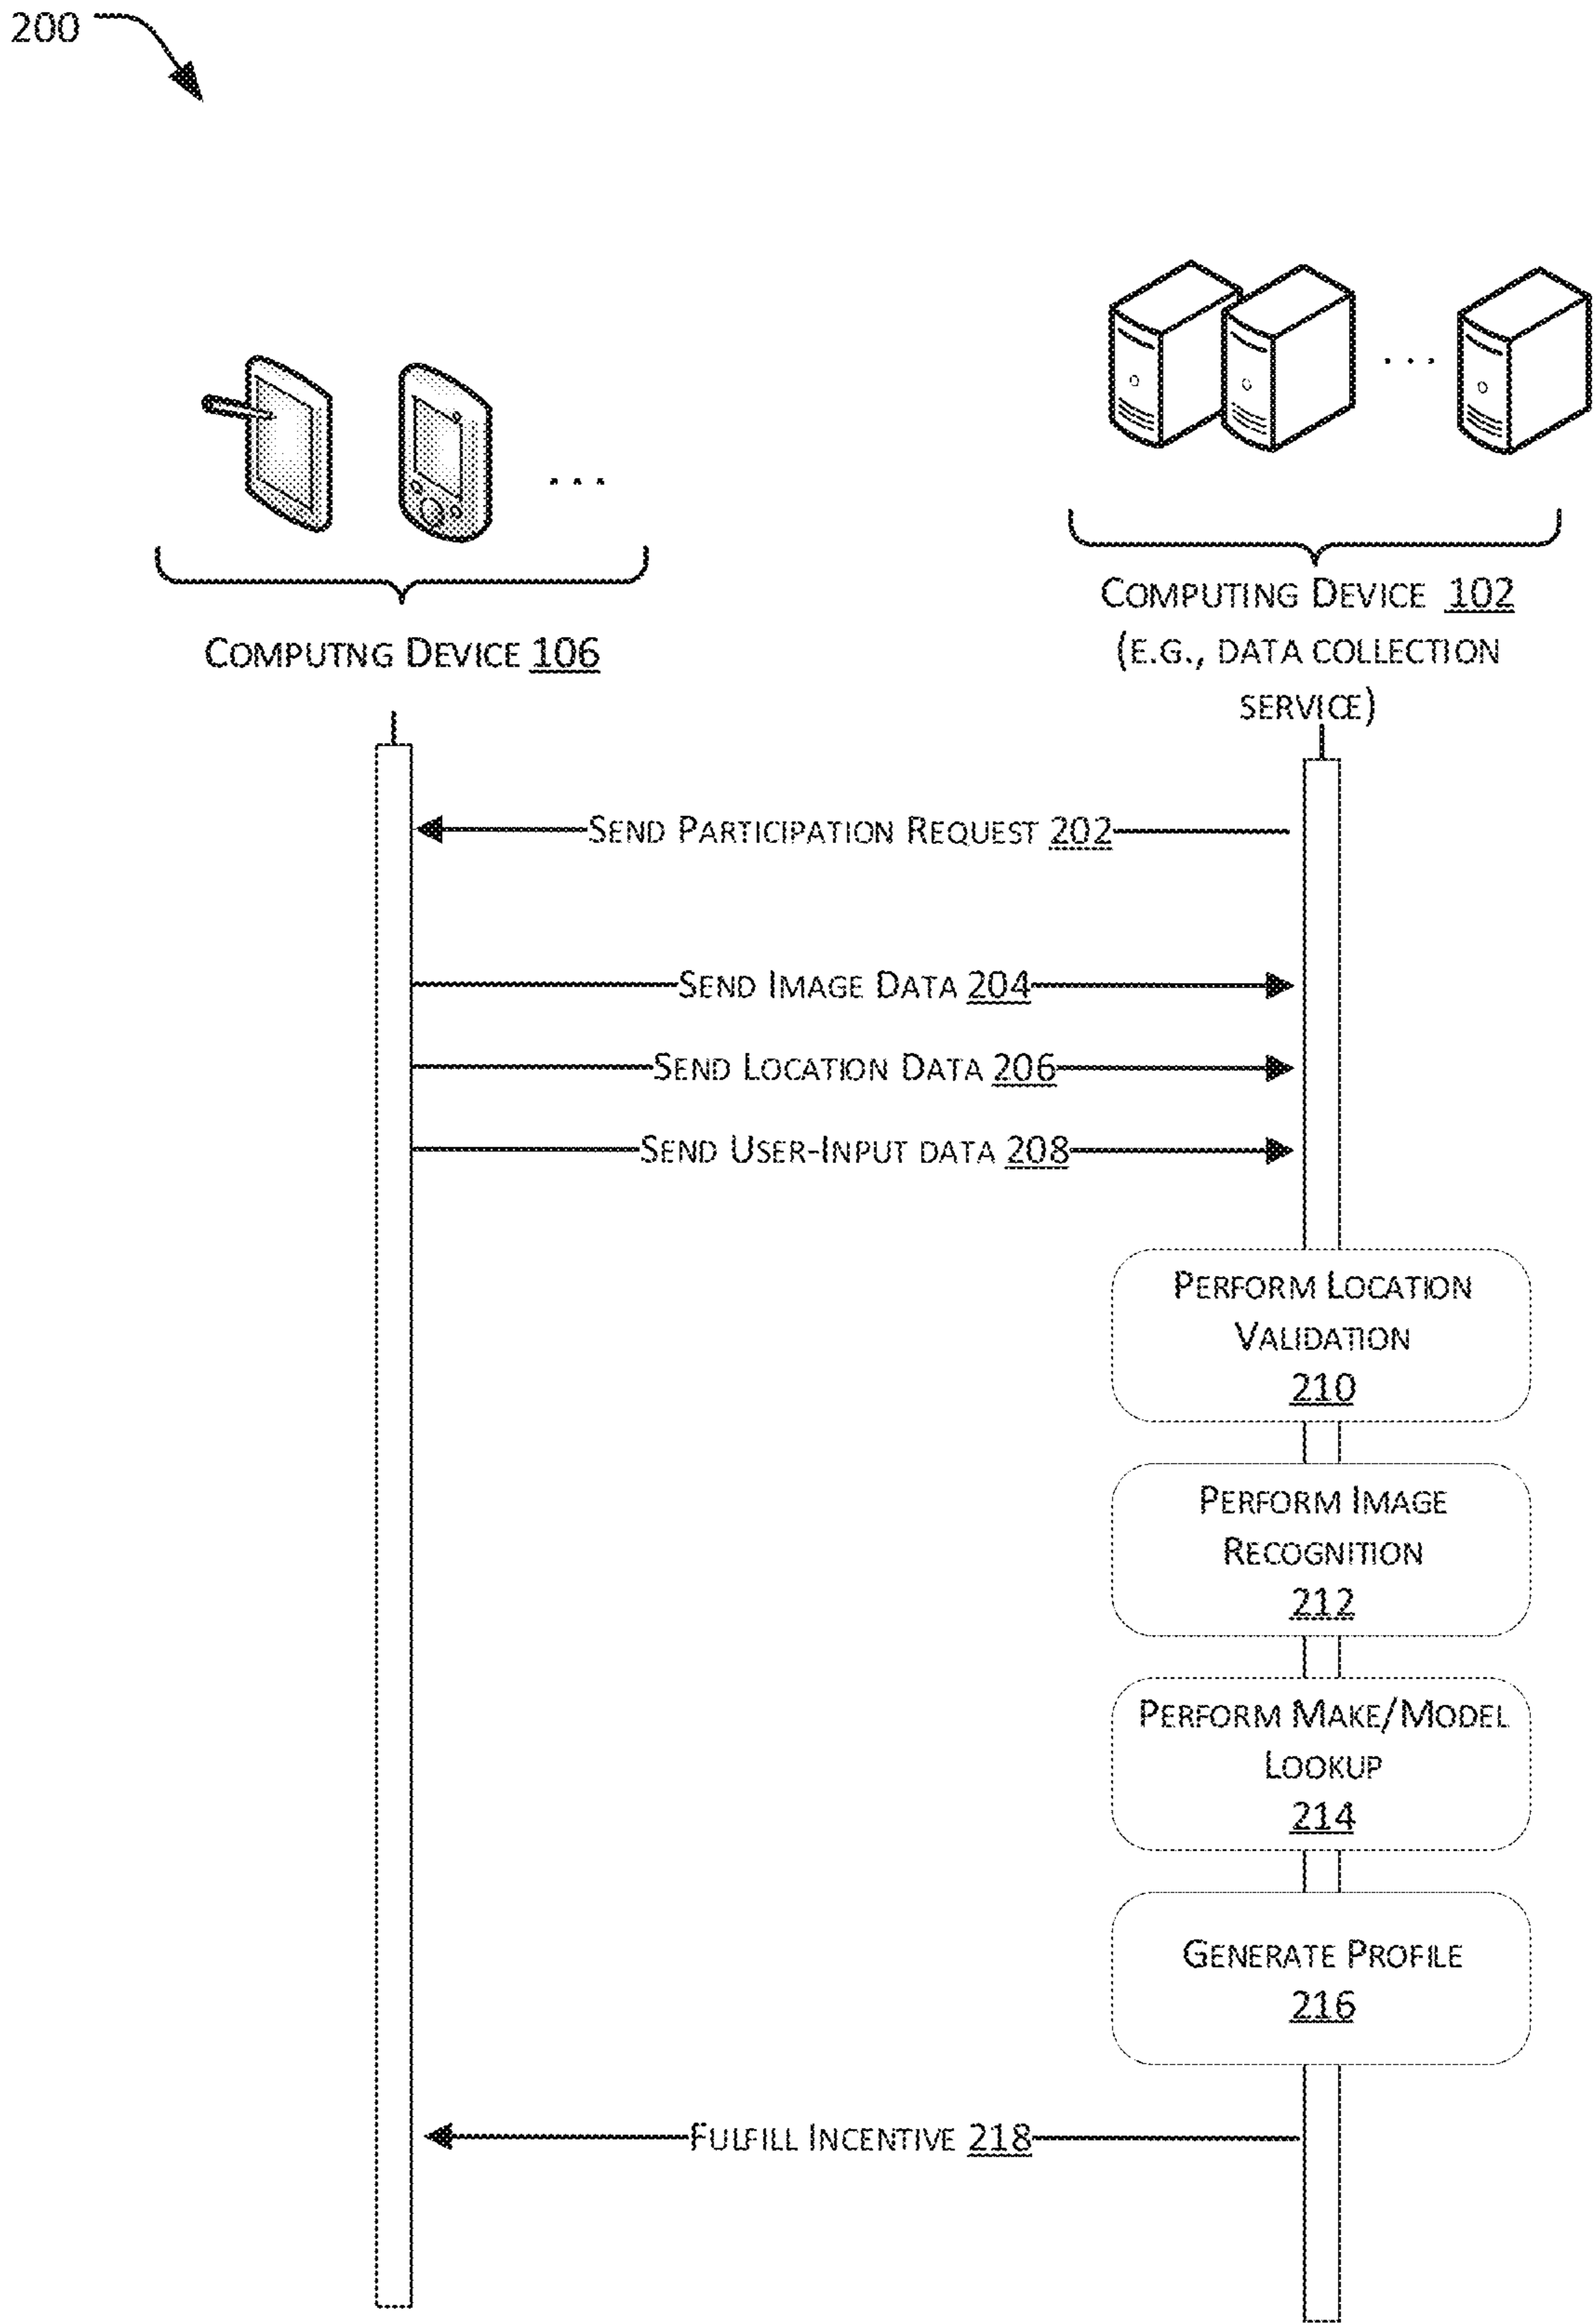 200
. . .
. . .
COMPUTNG DEVICE 106
COMPUTING DEVICE 102
(E.G., DATA COLLECTION
SERVICE)
SEND PARTICIPATION REQUEST 202
SEND IMAGE DATA 204
SEND LOCATION DATA 206
SEND USER-INPUT DATA 208
PERFORM LOCATION
VALIDATION
210
PERFORM IMAGE
RECOGNITION
212
PERFORM MAKE/MODEL
LOOKUP
214
GENERATE PROFILE
216
FULFILL INCENTIVE 218